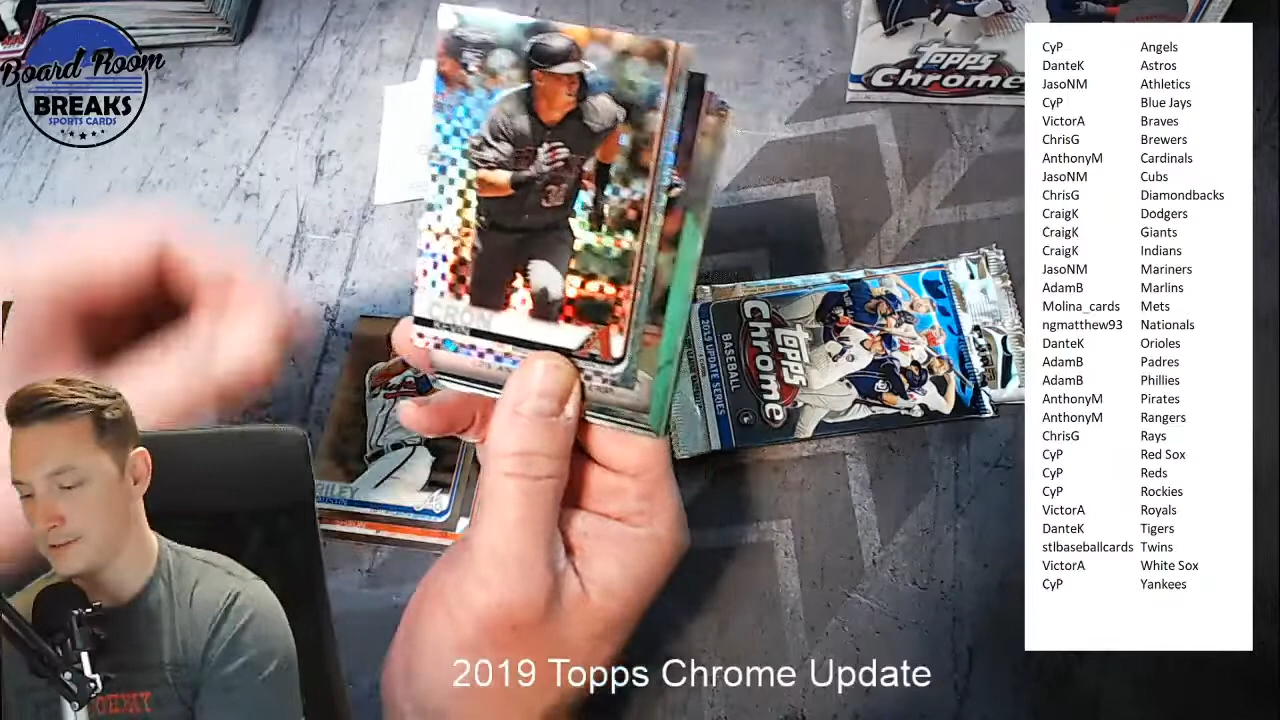 Board Room
BREAKS
SPORTS CARDS
Topps
Chrome
CRON
RILEY
AUSTIN
Topps
Chrome
BASEBALL
2019 UPDATE SERIES
CyP Angels
DanteK Astros
JasonNM Athletics
CyP Blue Jays
VictorA Braves
ChrisG Brewers
AnthonyM Cardinals
JasoNM Cubs
ChrisG Diamondbacks
CraigK Dodgers
CraigK Giants
CraigK Indians
JasoNM Mariners
AdamB Marlins
Molina_cards Mets
ngmatthew93 Nationals
DanteK Orioles
AdamB Padres
AdamB Phillies
AnthonyM Pirates
AnthonyM Rangers
ChrisG Rays
CyP Red Sox
CyP Reds
CyP Rockies
VictorA Royals
DanteK Tigers
stlbaseballcards Twins
VictorA White Sox
CyP Yankees
2019 Topps Chrome Update